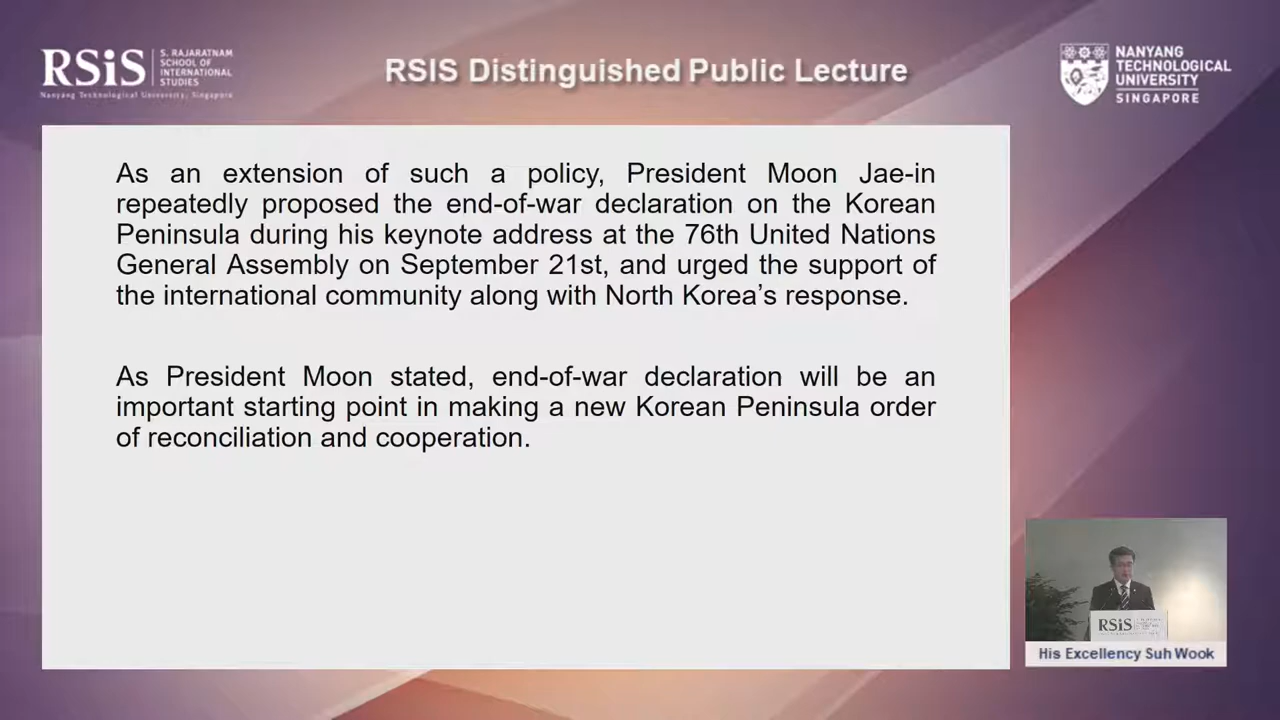 RSiS
S. RAJARATNAM
SCHOOL OF
INTERNATIONAL
STUDIES
Nanyang Technological University, Singapore
RSIS Distinguished Public Lecture
NANYANG
TECHNOLOGICAL
UNIVERSITY
SINGAPORE
As an extension of such a policy, President Moon Jae-in
repeatedly proposed the end-of-war declaration on the Korean
Peninsula during his keynote address at the 76th United Nations
General Assembly on September 21st, and urged the support of
the international community along with North Korea’s response.
As President Moon stated, end-of-war declaration will be an
important starting point in making a new Korean Peninsula order
of reconciliation and cooperation.
RSiS
His Excellency Suh Wook